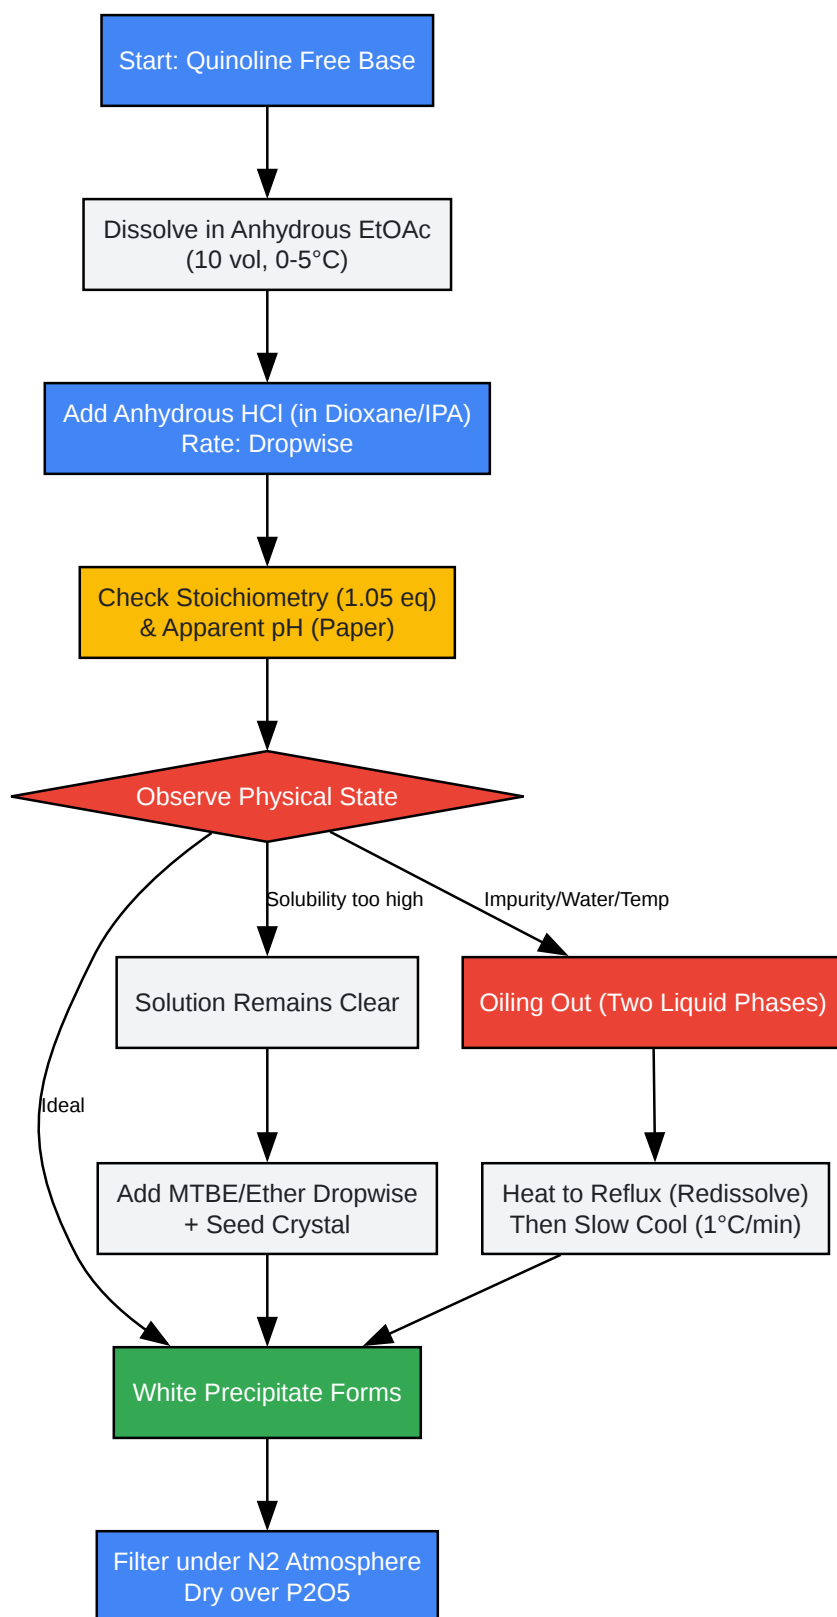 Start: Quinoline Free Base
Dissolve in Anhydrous EtOAc
(10 vol, 0-5°C)
Add Anhydrous HCl (in Dioxane/IPA)
Rate: Dropwise
Check Stoichiometry (1.05 eq)
& Apparent pH (Paper)
Observe Physical State
Solubility too high
Impurity/Water/Temp
Solution Remains Clear
Oiling Out (Two Liquid Phases)
Ideal
Add MTBE/Ether Dropwise
+ Seed Crystal
Heat to Reflux (Redissolve)
Then Slow Cool (1°C/min)
White Precipitate Forms
Filter under N2 Atmosphere
Dry over P2O5